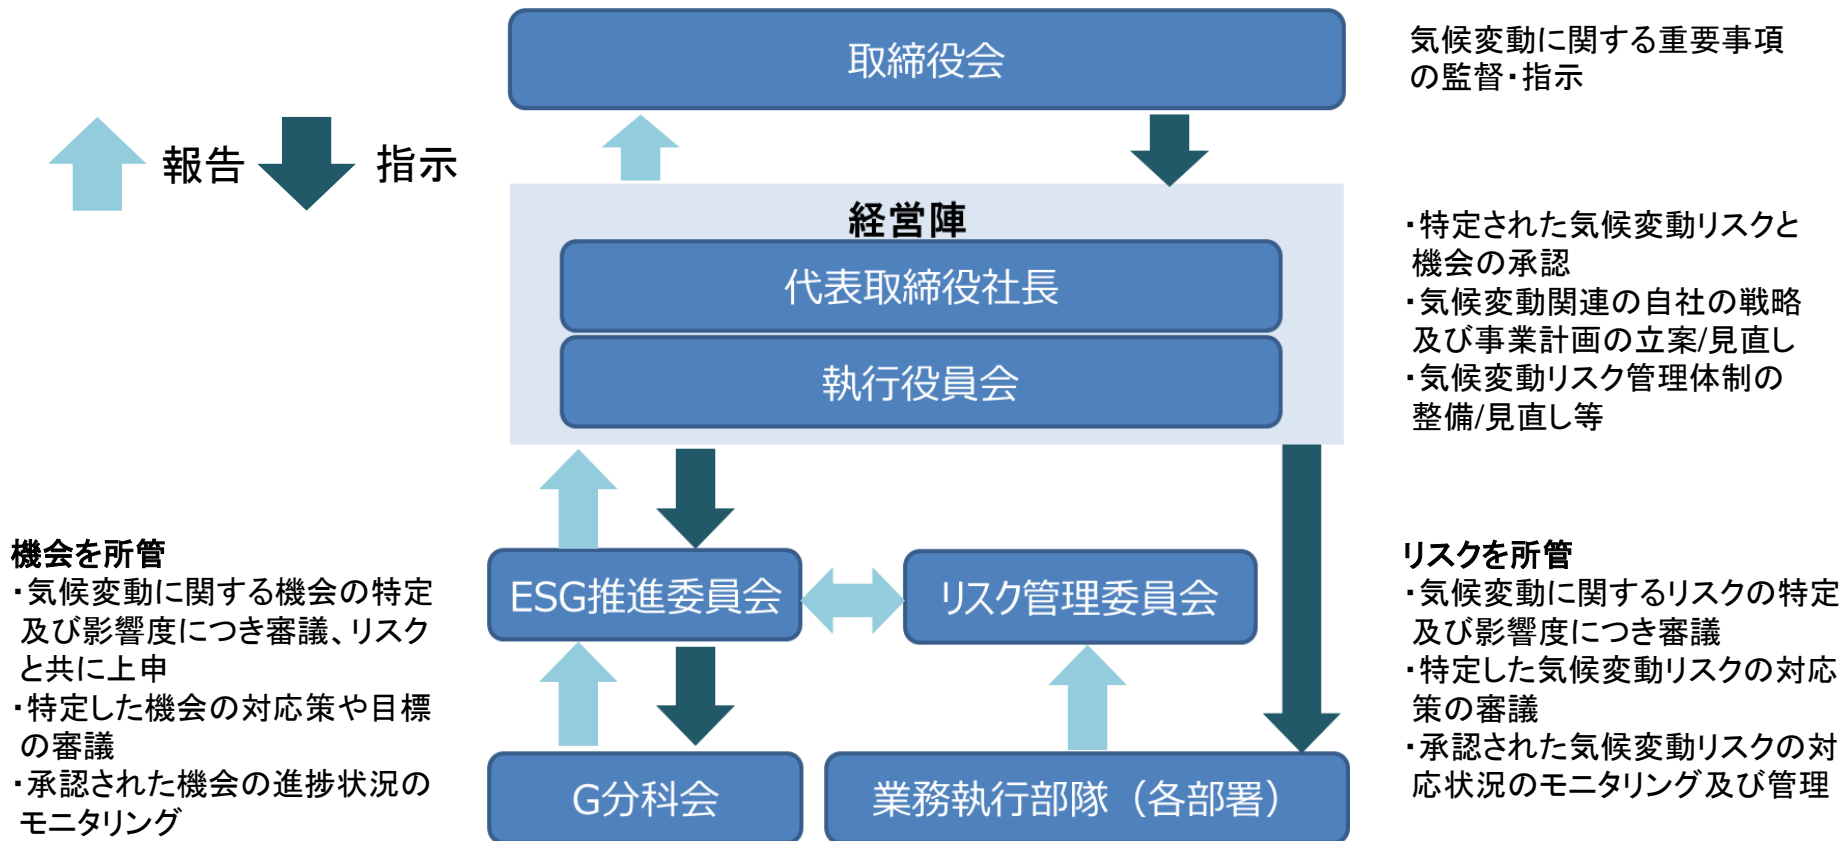 取締役会
気候変動に関する重要事項
の監督・指示
報告
指示
経営陣
代表取締役社長
執行役員会
・特定された気候変動リスクと
機会の承認
・気候変動関連の自社の戦略
及び事業計画の立案/見直し
・気候変動リスク管理体制の
整備/見直し等
機会を所管
・気候変動に関する機会の特定
及び影響度につき審議、リスク
と共に上申
・特定した機会の対応策や目標
の審議
・承認された機会の進捗状況の
モニタリング
ESG推進委員会
リスク管理委員会
G分科会
業務執行部隊（各部署）
リスクを所管
・気候変動に関するリスクの特定
及び影響度につき審議
・特定した気候変動リスクの対応
策の審議
・承認された気候変動リスクの対
応状況のモニタリング及び管理